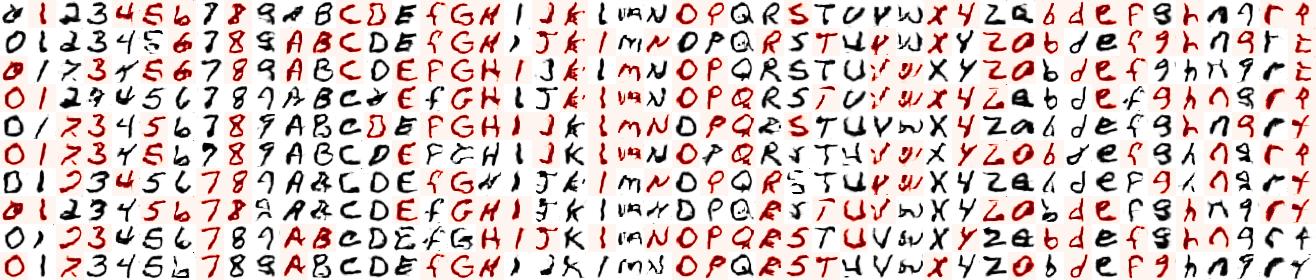 0 1 2 3 4 5 6 7 8 9 A B C D E f G H I J K l m N O P Q R S T U V W X Y Z a b d e f g h n q r t
0 1 2 3 4 5 6 7 8 9 A B C D E f G H I J K I m N O P Q R S T U V W X Y Z a b d e f g h n q r t
0 1 2 3 4 5 6 7 8 9 A B C D E F G H I J K l m N O P Q R S T U V W X Y Z a b d e f g h n q r t
0 1 2 3 4 5 6 7 8 9 A B C d E f G H I J K l m N O P Q R S T U V W X Y Z a b d e f g h n q r t
0 1 2 3 4 5 6 7 8 9 A B C D E F G H I J K l m N O P Q R S T U V W X Y Z a b d e f g h n q r t
0 1 2 3 4 5 6 7 8 9 A B C D E F G H I J K l m N O P Q R S T U V W X Y Z a b d e F g h n q r t
0 1 2 3 4 5 6 7 8 9 A B C D E f G H I J K l m N O P Q R S T U V W X Y Z a b d e F g h n q r t
0 1 2 3 4 5 6 7 8 9 A B C D E f G H I J K l m N O P Q R S T U V W X Y Z a b d e f g h n q r t
0 1 2 3 4 5 6 7 8 9 A B C D E f G H I J K l m N O P Q R S T U V W X Y Z a b d e f g h n q r t
0 1 2 3 4 5 6 7 8 9 A B C D E f G H I J K l m N O P Q R S T U V W X Y Z a b d e f g h n q r t